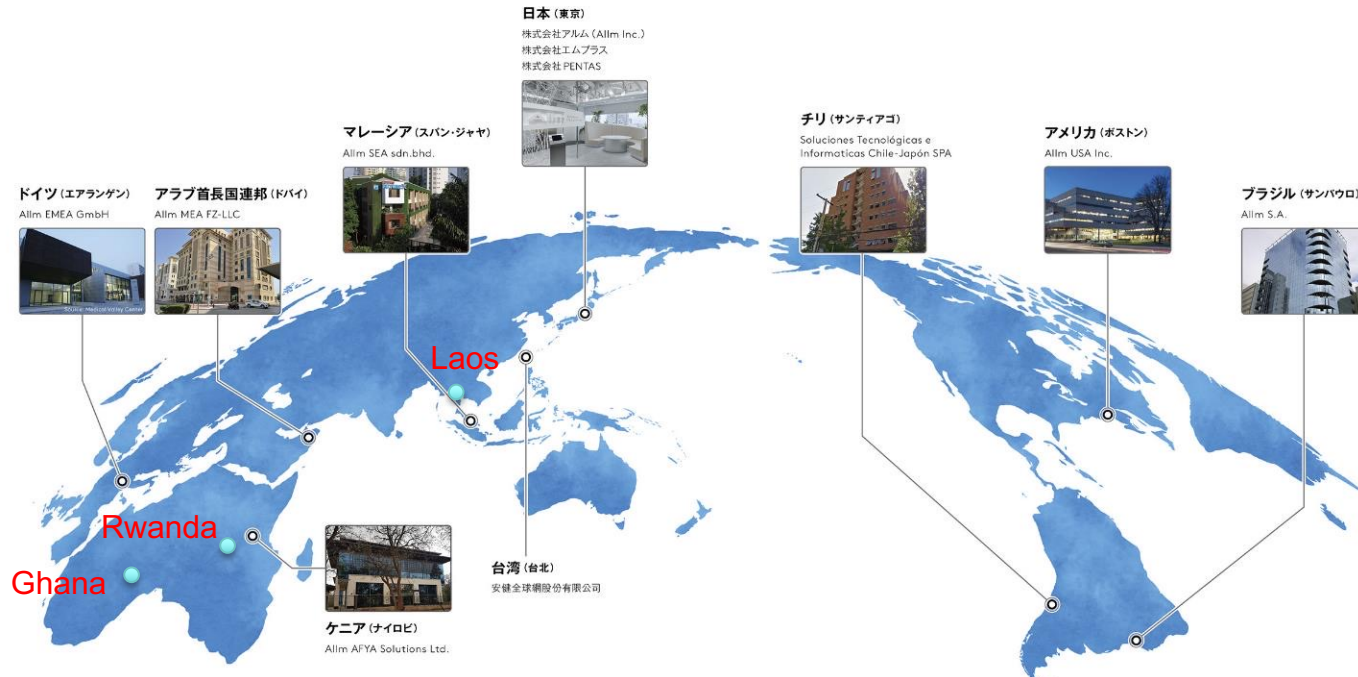 日本（東京）
株式会社アルム（Allm Inc.）
株式会社エムプラス
株式会社PENTAS
マレーシア（スバン・ジャヤ）
Allm SEA sdn.bhd.
チリ（サンティアゴ）
Soluciones Tecnológicas e
Informaticas Chile-Japón SPA
アメリカ（ボストン）
Allm USA Inc.
ドイツ（エアランゲン）
Allm EMEA GmbH
アラブ首長国連邦（ドバイ）
Allm MEA FZ-LLC
ブラジル（サンパウロ）
Allm S.A.
Source: Medical Valley Center
Laos
Rwanda
Ghana
台湾（台北）
安健全球網股份有限公司
ケニア（ナイロビ）
Allm AFYA Solutions Ltd.